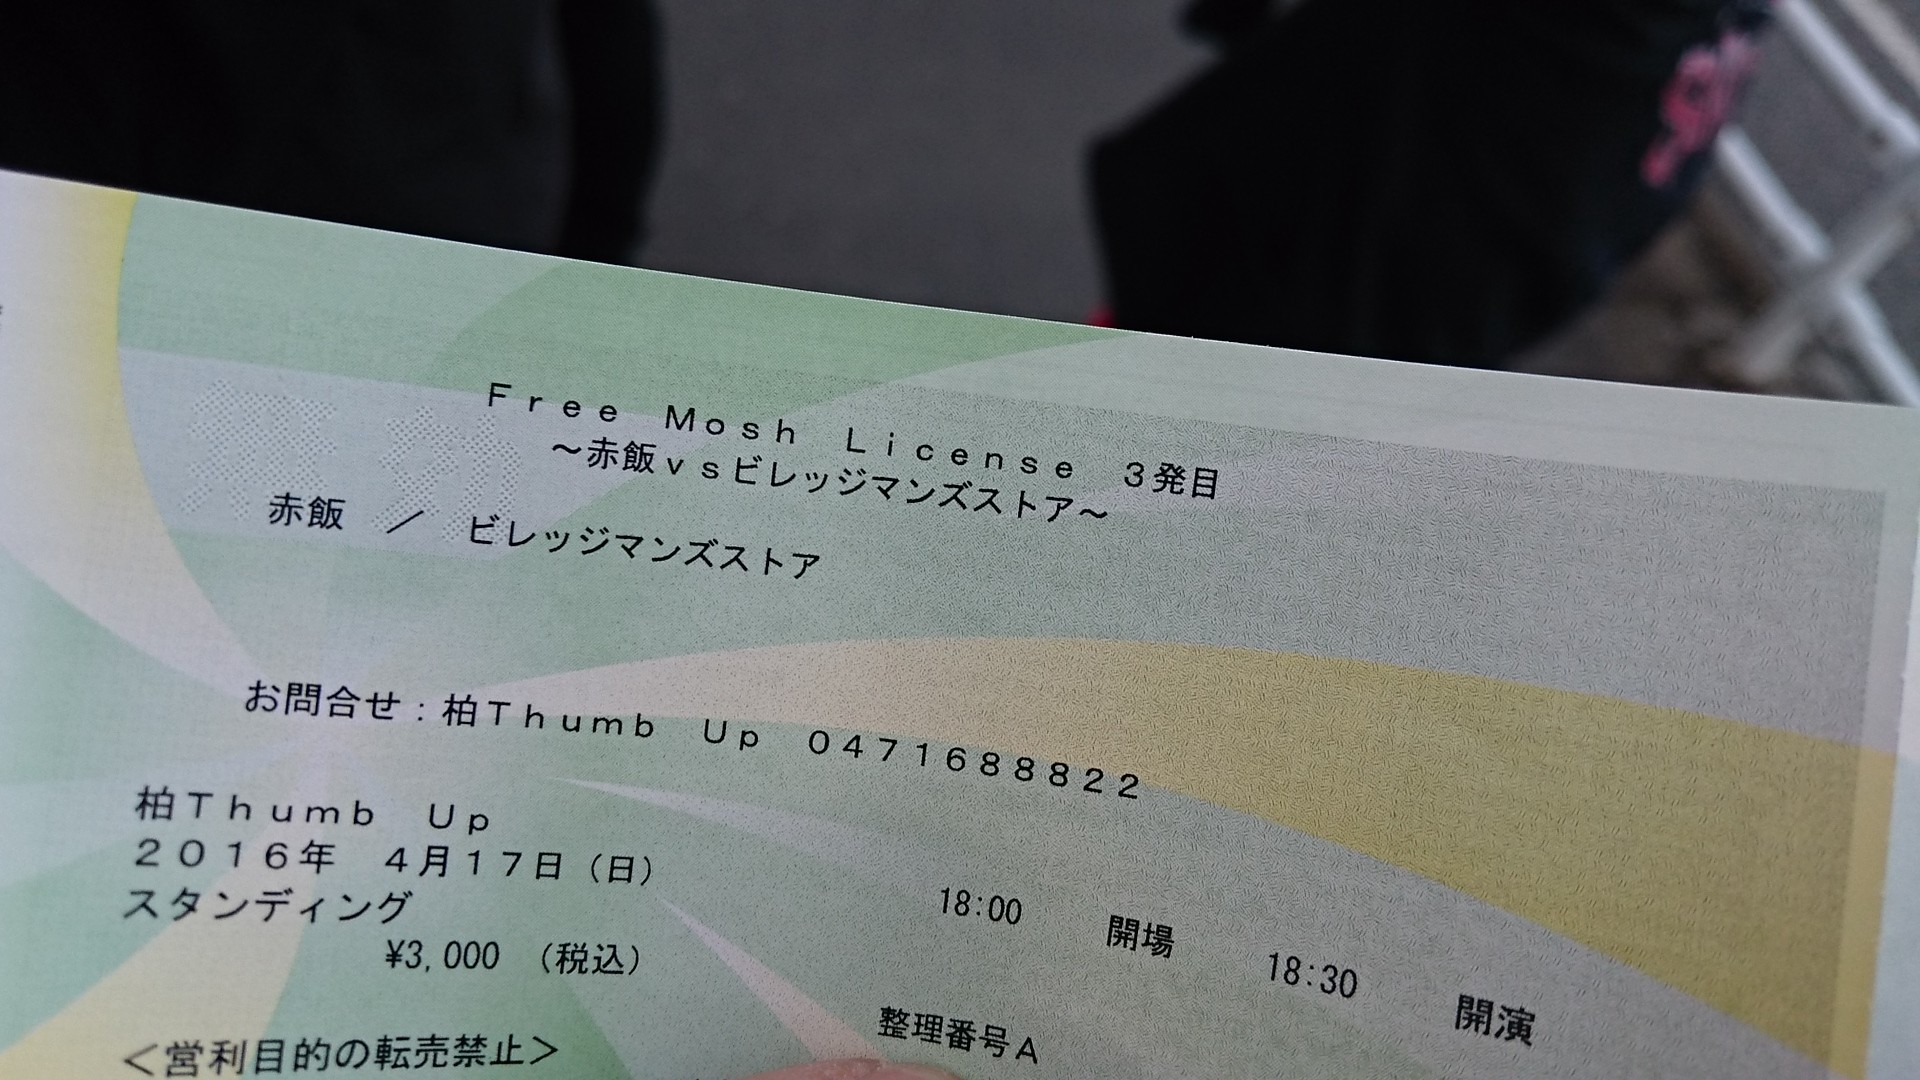 Ｆｒｅｅ　Ｍｏｓｈ　Ｌｉｃｅｎｓｅ　３発目
～赤飯ｖｓビレッジマンズストア～
赤飯　／　ビレッジマンズストア
お問合せ：柏Ｔｈｕｍｂ　Ｕｐ　０４７１６８８８２２
柏Ｔｈｕｍｂ　Ｕｐ
２０１６年　４月１７日（日）
スタンディング
18:00　開場　18:30　開演
¥3,000　（税込）
整理番号Ａ
＜営利目的の転売禁止＞